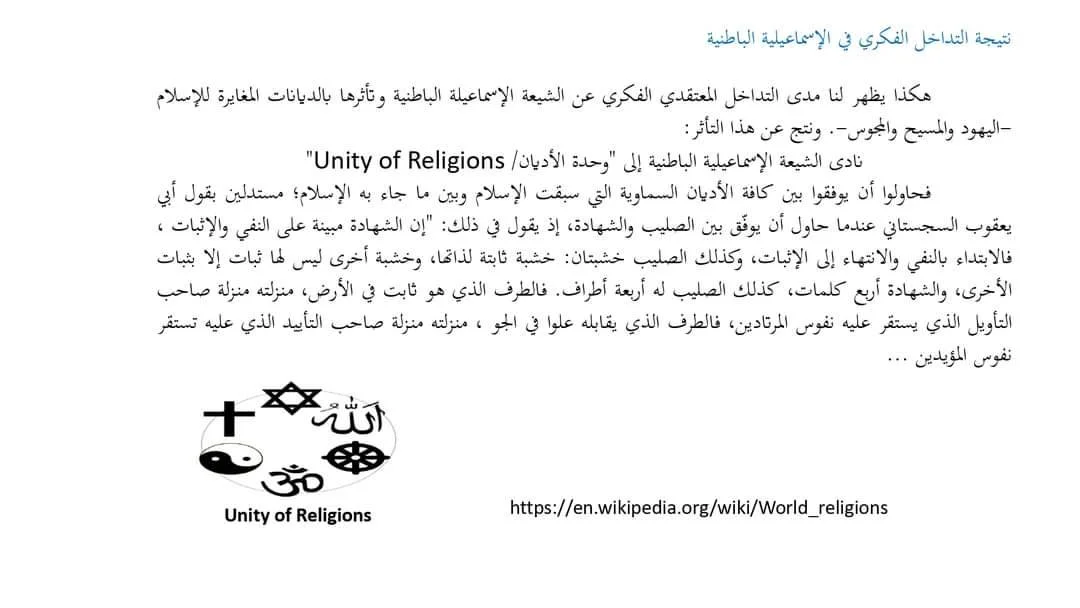 نتيجة التداخل الفكري في الإسماعيلية الباطنية
هكذا يظهر لنا مدى التداخل المعتقدي الفكري عن الشيعة الإسماعيلة الباطنية وتأثرها بالديانات المغايرة للإسلام
-اليهود والمسيح والمجوس-. ونتج عن هذا التأثر:
نادى الشيعة الإسماعيلية الباطنية إلى "وحدة الأديان/ Unity of Religions"
فحاولوا أن يوفقوا بين كافة الأديان السماوية التي سبقت الإسلام وبين ما جاء به الإسلام؛ مستدلين بقول أبي
يعقوب السجستاني عندما حاول أن يوفّق بين الصليب والشهادة، إذ يقول في ذلك: "إن الشهادة مبينة على النفي والإثبات ،
فالابتداء بالنفي والانتهاء إلى الإثبات، وكذلك الصليب خشبتان: خشبة ثابتة لذاتها، وخشبة أخرى ليس لها ثبات إلا بثبات
الأخرى، والشهادة أربع كلمات، كذلك الصليب له أربعة أطراف. فالطرف الذي هو ثابت في الأرض، منزلته منزلة صاحب
التأويل الذي يستقر عليه نفوس المرتادين، فالطرف الذي يقابله علوا في الجو ، منزلته منزلة صاحب التأييد الذي عليه تستقر
نفوس المؤيدين ...
الله
ॐ
Unity of Religions
https://en.wikipedia.org/wiki/World_religions